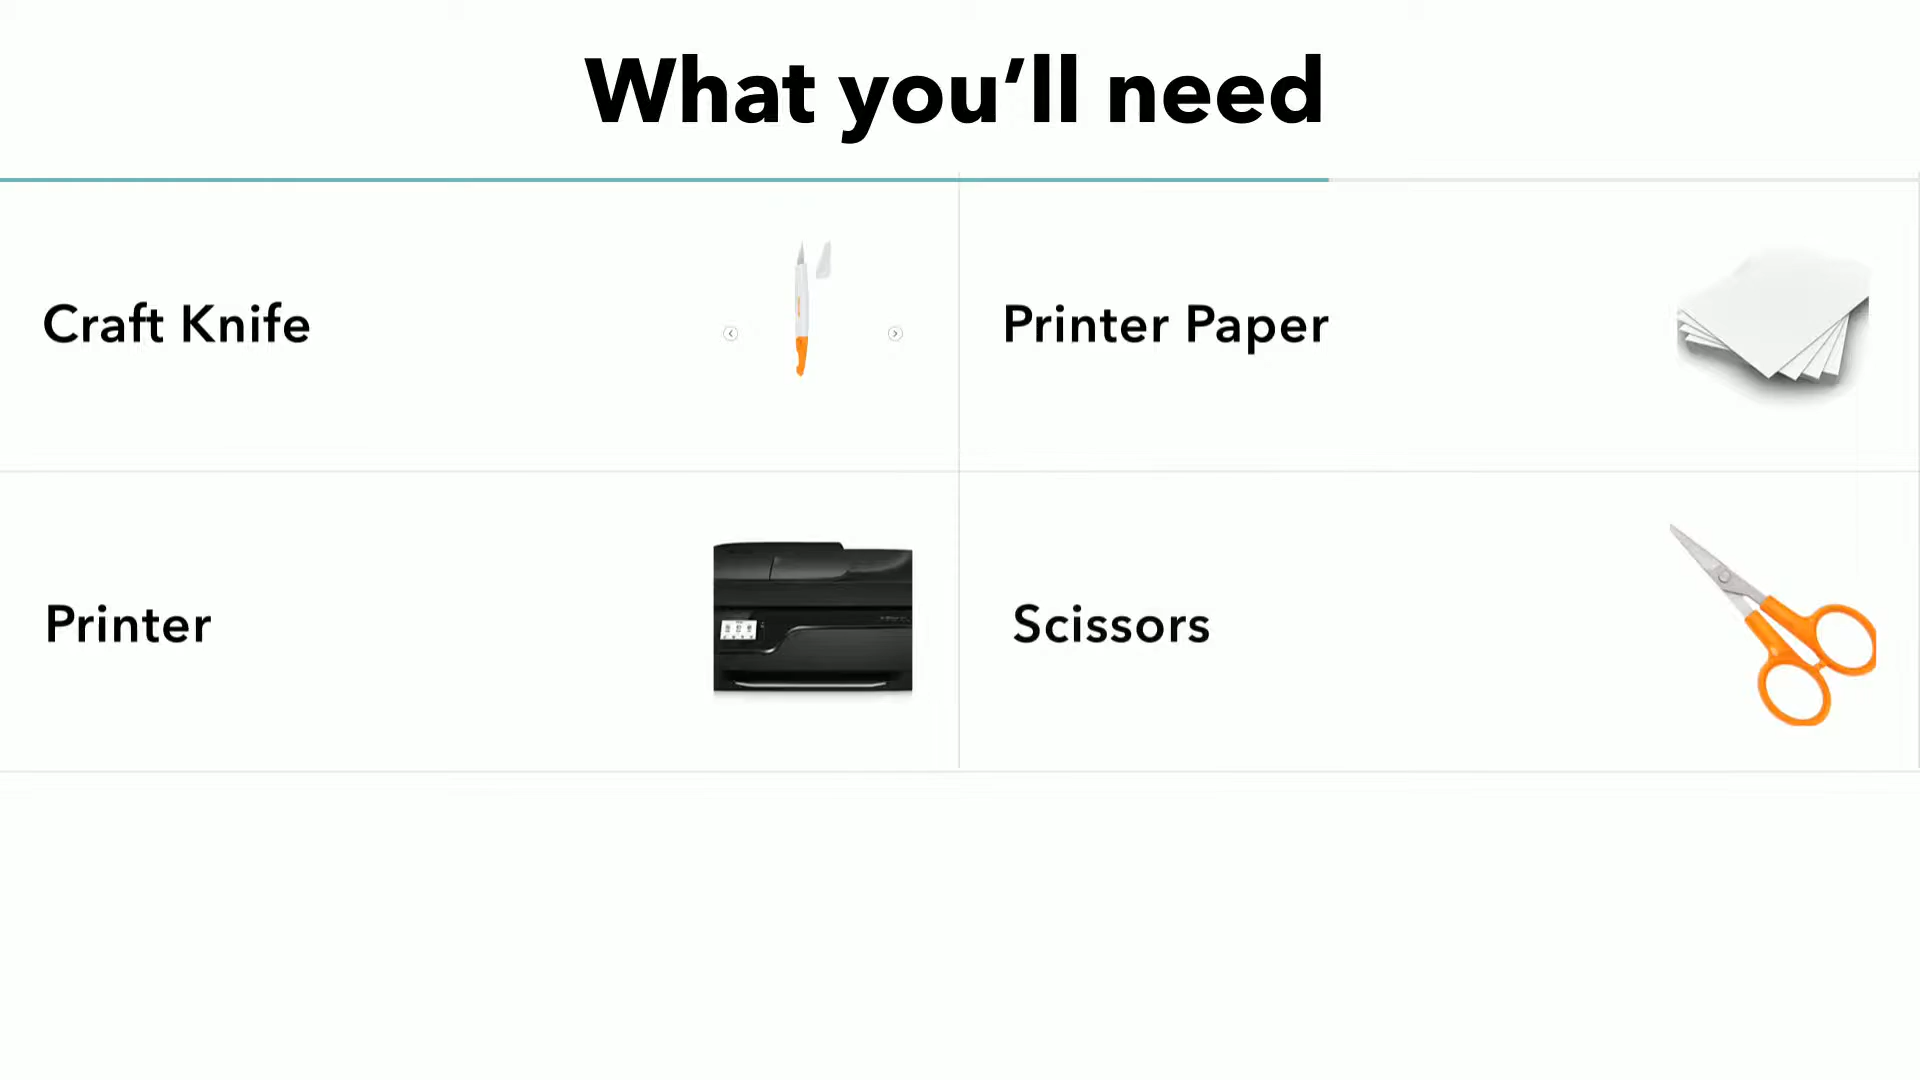 What you’ll need
Craft Knife
Printer Paper
Printer
Scissors